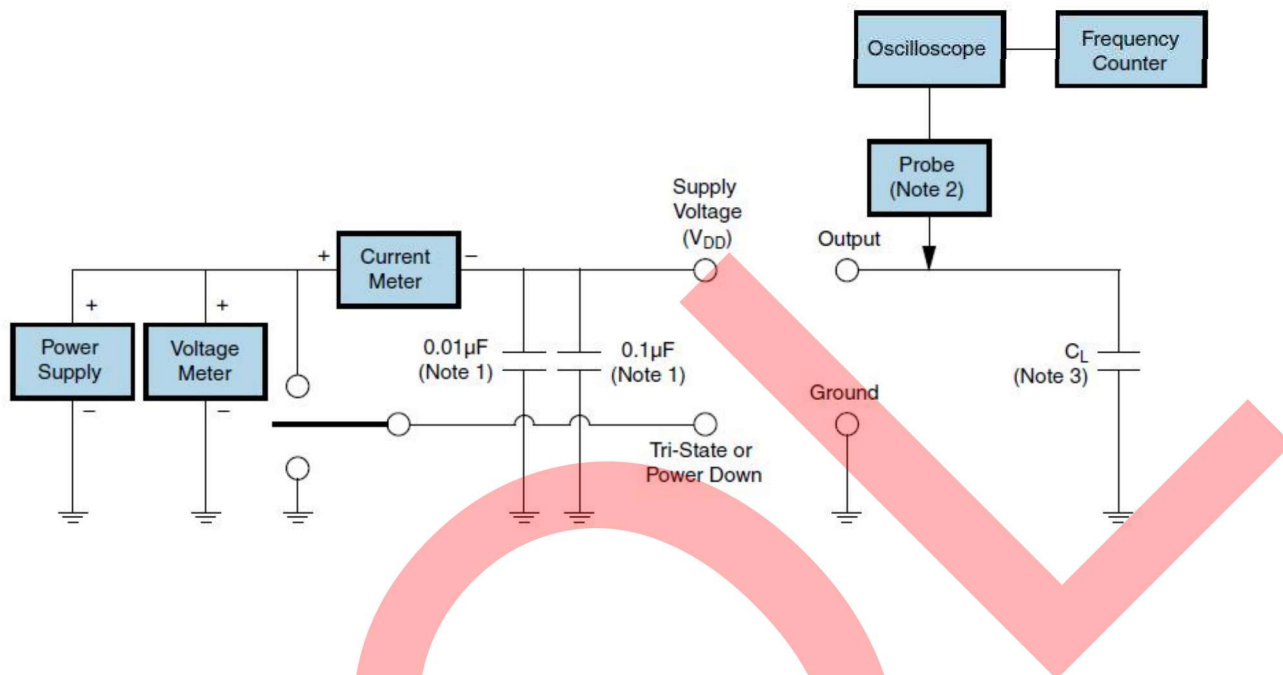 Oscilloscope
Frequency
Counter
Probe
(Note 2)
Supply
Voltage
(VDD)
Output
+
Current
Meter
–
+
Power
Supply
–
+
Voltage
Meter
–
0.01µF
(Note 1)
0.1µF
(Note 1)
CL
(Note 3)
Ground
Tri-State or
Power Down